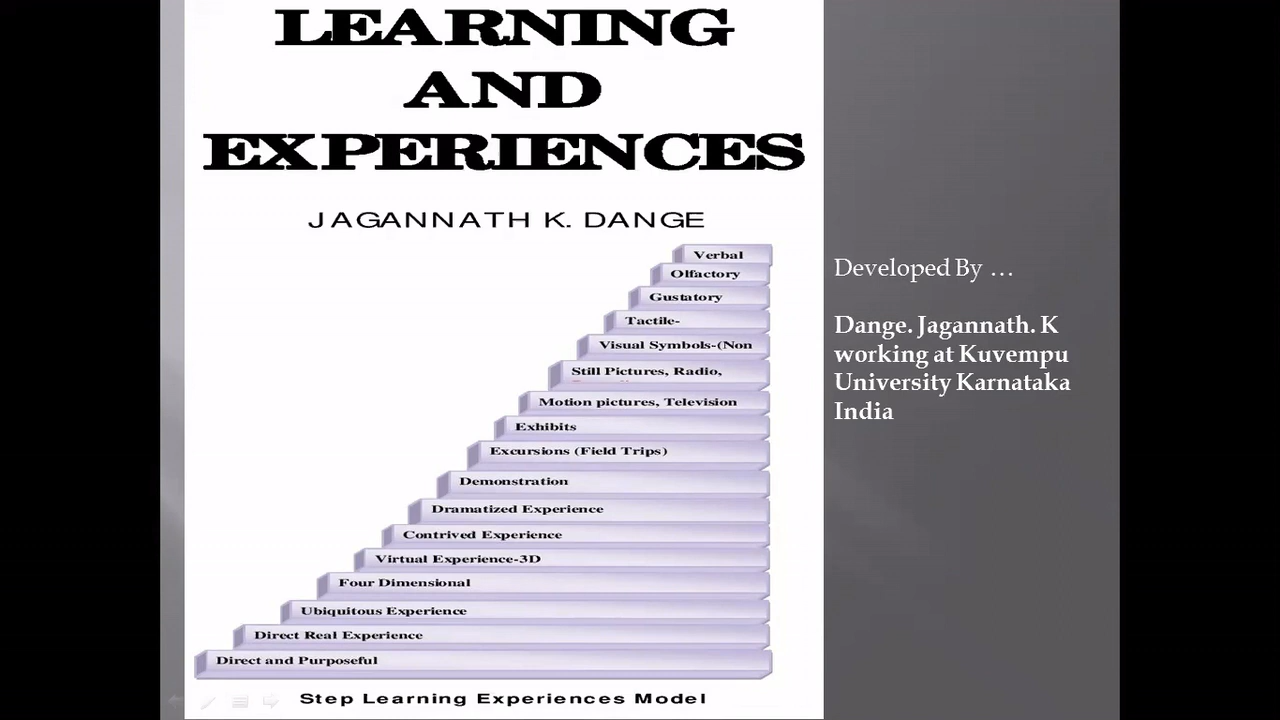 LEARNING
AND
EXPERIENCES
JAGANNATH K. DANGE
Verbal
Olfactory
Gustatory
Tactile-
Visual Symbols-(Non
Still Pictures, Radio,
Motion pictures, Television
Exhibits
Excursions (Field Trips)
Demonstration
Dramatized Experience
Contrived Experience
Virtual Experience-3D
Four Dimensional
Ubiquitous Experience
Direct Real Experience
Direct and Purposeful
Step Learning Experiences Model
Developed By ...
Dange. Jagannath. K
working at Kuvempu
University Karnataka
India